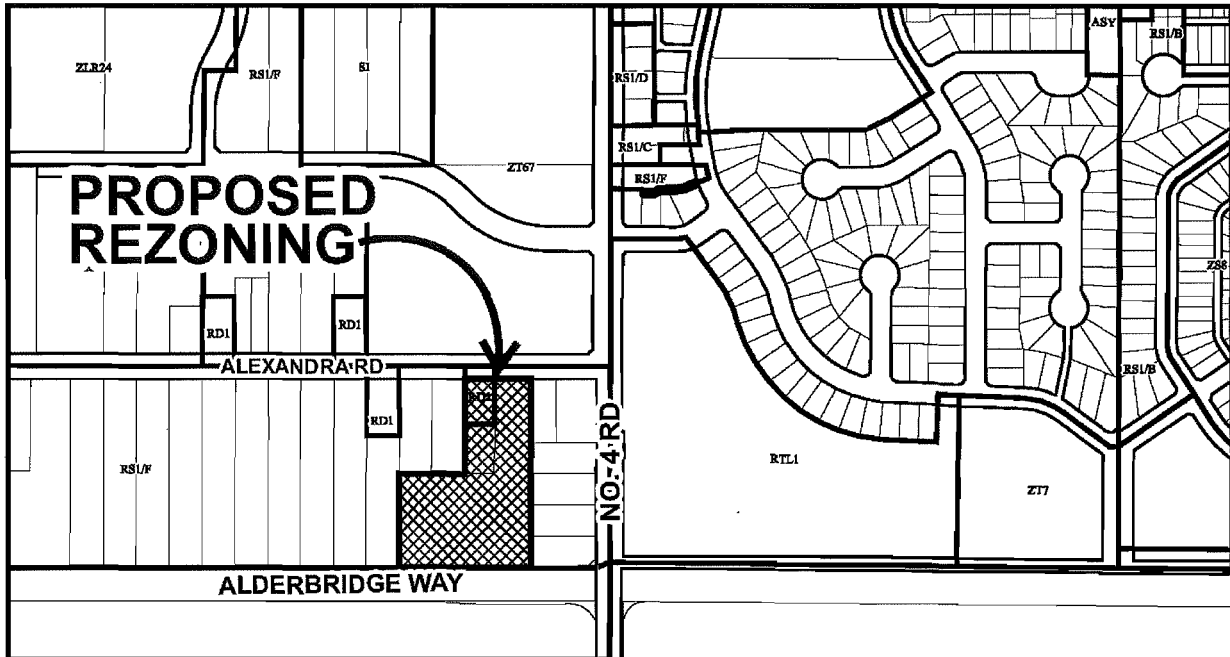 ZLR24
RS1/F
SI
ZT67
RS1/D
RS1/C
RS1/F
ASY
RS1/B
PROPOSED
REZONING
ZS8
RD1
RD1
ALEXANDRA RD
RD1
RS1/B
RS1/F
NO. 4 RD
RTL1
ZT7
ALDERBRIDGE WAY